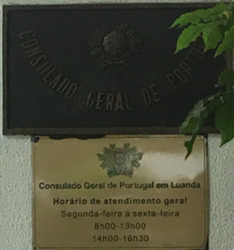 CONSULADO GERAL DE PORTUGAL
Consulado Geral de Portugal em Luanda
Horário de atendimento geral
Segunda-feira a sexta-feira
8h00-13h00
14h00-16h30